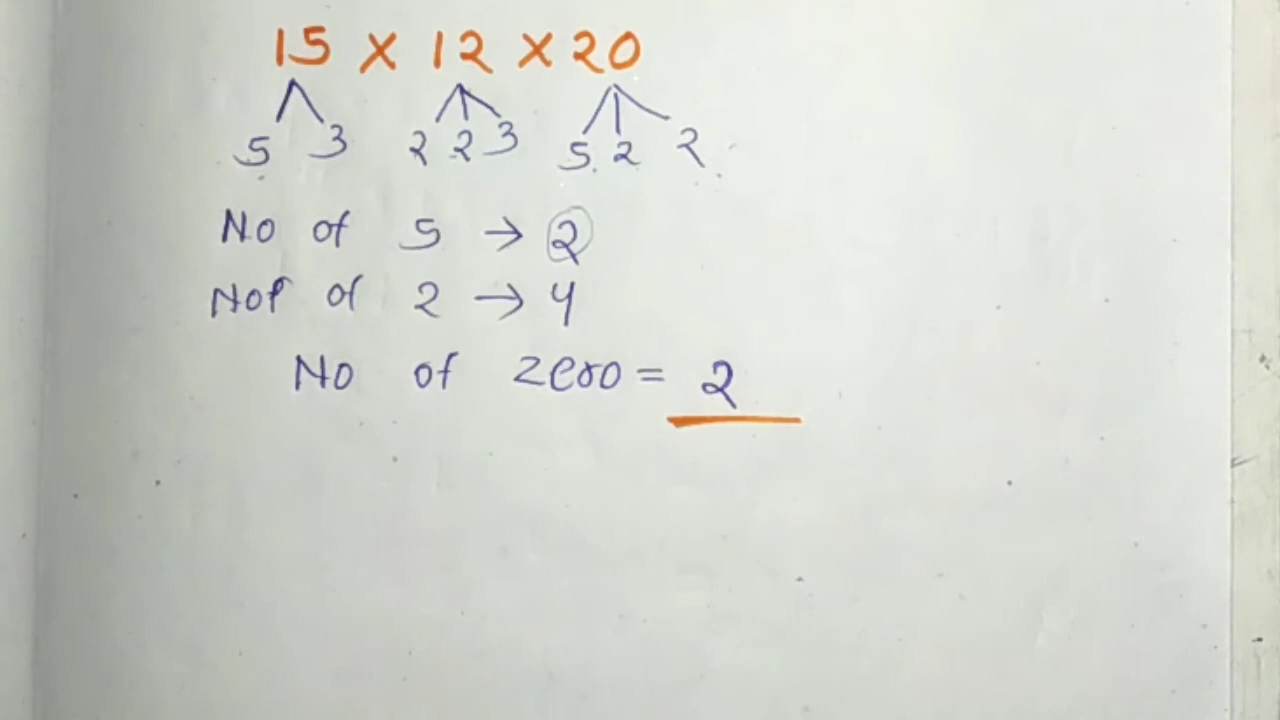 15 × 12 × 20
5 3 2 2 3 5 2 2
No of 5 → 2
Nof of 2 → 4
No of zero = 2